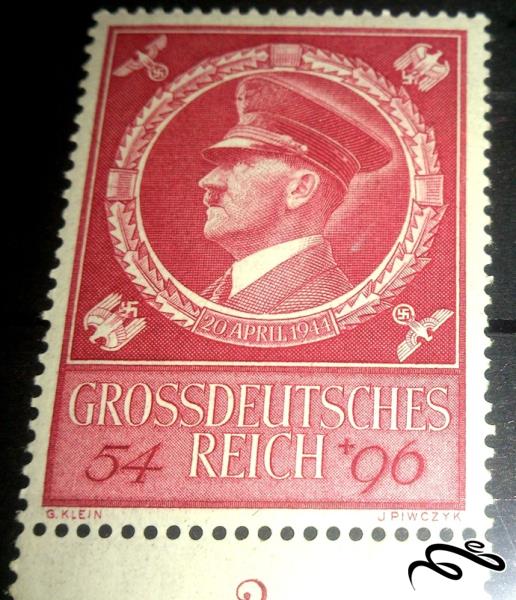 20 APRIL 1944
GROSSDEUTSCHES
54 REICH +96
G. KLEIN J. PIWCZYK